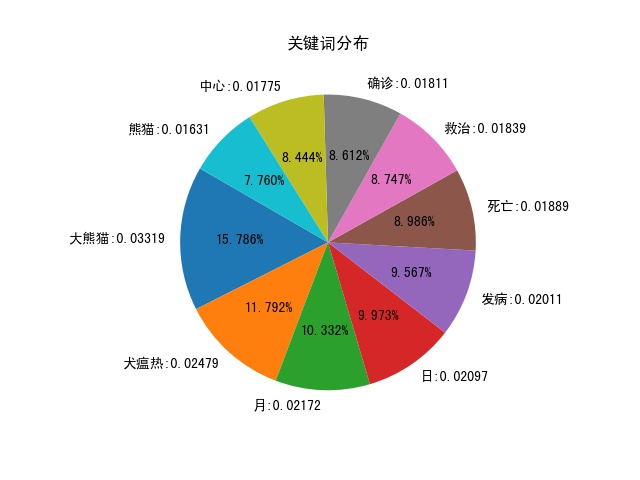 关键词分布
中心:0.01775
确诊:0.01811
熊猫:0.01631
救治:0.01839
8.444%
8.612%
7.760%
8.747%
死亡:0.01889
8.986%
大熊猫:0.03319
15.786%
9.567%
发病:0.02011
11.792%
9.973%
10.332%
犬瘟热:0.02479
日:0.02097
月:0.02172